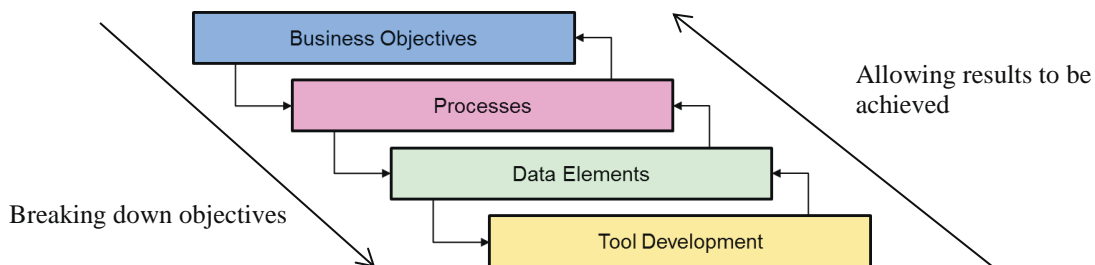 Business Objectives
Allowing results to be
achieved
Processes
Data Elements
Breaking down objectives
Tool Development